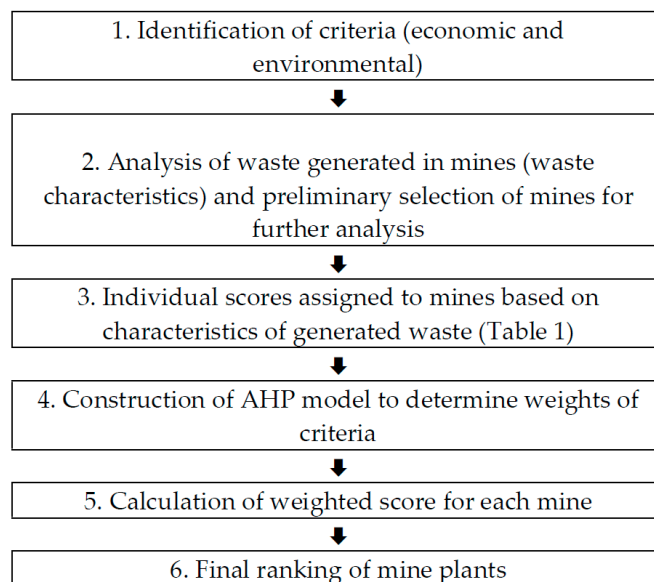 1. Identification of criteria (economic and
environmental)
2. Analysis of waste generated in mines (waste
characteristics) and preliminary selection of mines for
further analysis
3. Individual scores assigned to mines based on
characteristics of generated waste (Table 1)
4. Construction of AHP model to determine weights of
criteria
5. Calculation of weighted score for each mine
6. Final ranking of mine plants